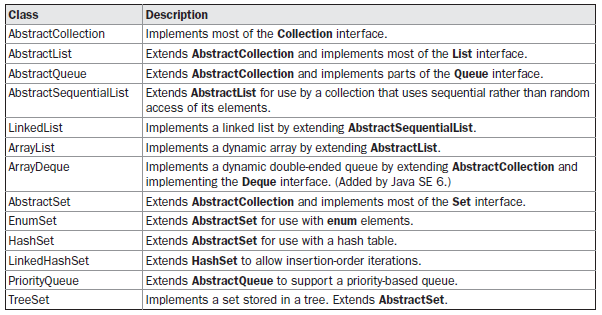 Class Description
AbstractCollection Implements most of the Collection interface.
AbstractList Extends AbstractCollection and implements most of the List interface.
AbstractQueue Extends AbstractCollection and implements parts of the Queue interface.
AbstractSequentialList Extends AbstractList for use by a collection that uses sequential rather than random
access of its elements.
LinkedList Implements a linked list by extending AbstractSequentialList.
ArrayList Implements a dynamic array by extending AbstractList.
ArrayDeque Implements a dynamic double-ended queue by extending AbstractCollection and
implementing the Deque interface. (Added by Java SE 6.)
AbstractSet Extends AbstractCollection and implements most of the Set interface.
EnumSet Extends AbstractSet for use with enum elements.
HashSet Extends AbstractSet for use with a hash table.
LinkedHashSet Extends HashSet to allow insertion-order iterations.
PriorityQueue Extends AbstractQueue to support a priority-based queue.
TreeSet Implements a set stored in a tree. Extends AbstractSet.